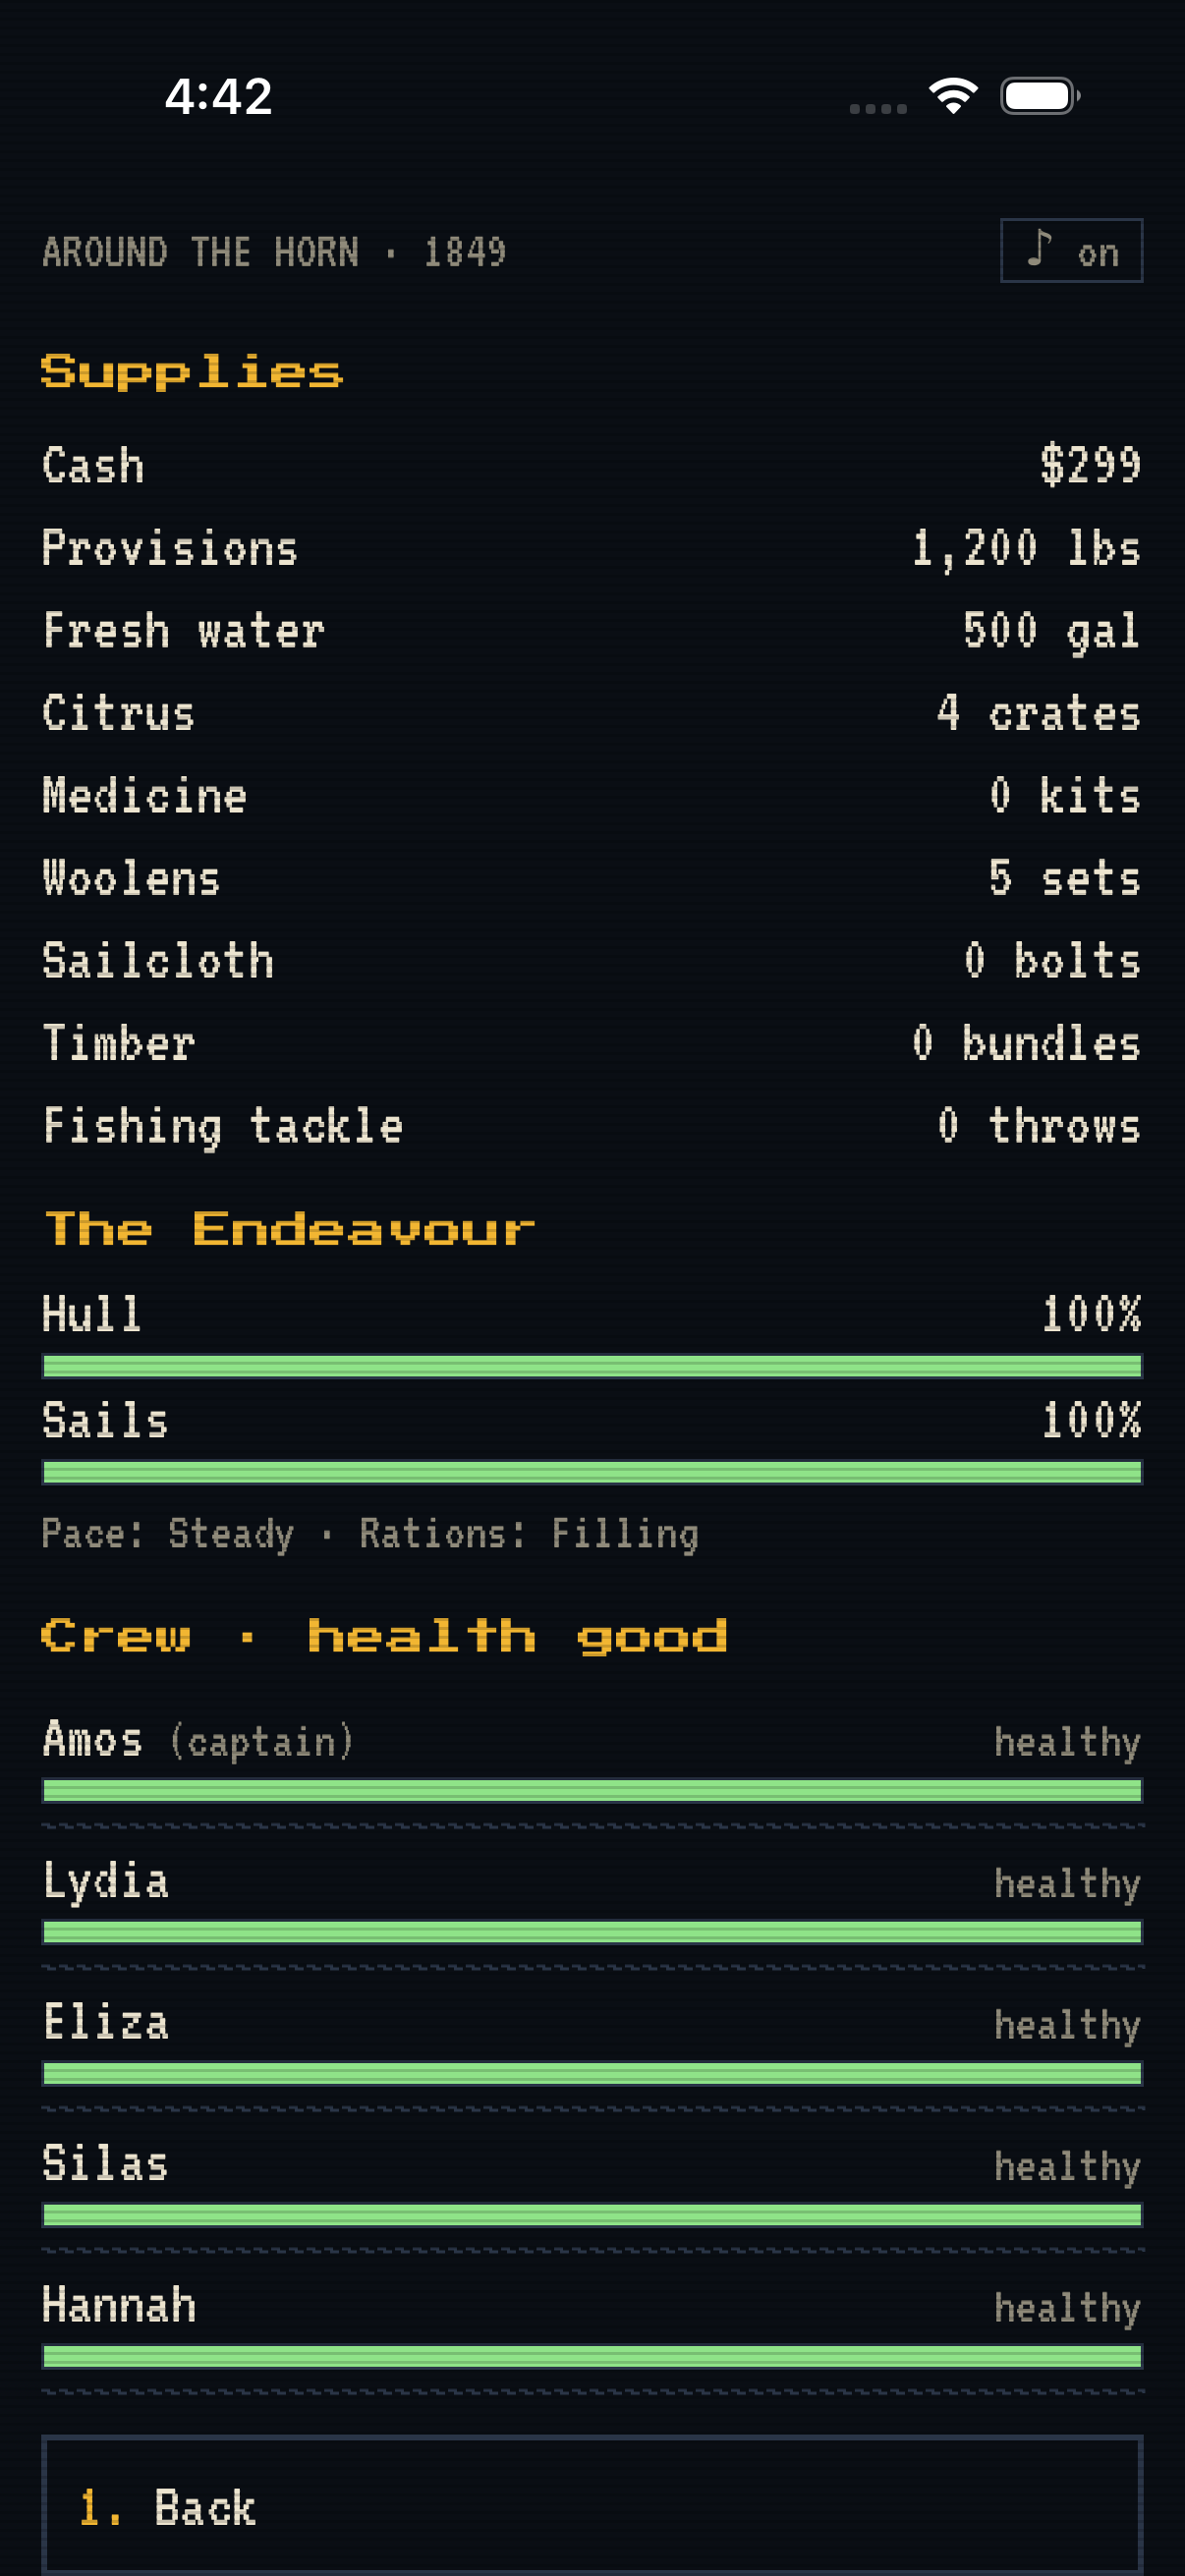 4:42
AROUND THE HORN · 1849 ♪ on
Supplies
Cash $299
Provisions 1,200 lbs
Fresh water 500 gal
Citrus 4 crates
Medicine 0 kits
Woolens 5 sets
Sailcloth 0 bolts
Timber 0 bundles
Fishing tackle 0 throws
The Endeavour
Hull 100%
Sails 100%
Pace: Steady · Rations: Filling
Crew · health good
Amos (captain) healthy
Lydia healthy
Eliza healthy
Silas healthy
Hannah healthy
1. Back